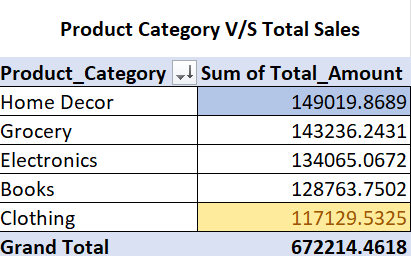 Product Category V/S Total Sales
Product_Category Sum of Total_Amount
Home Decor 149019.8689
Grocery 143236.2431
Electronics 134065.0672
Books 128763.7502
Clothing 117129.5325
Grand Total 672214.4618